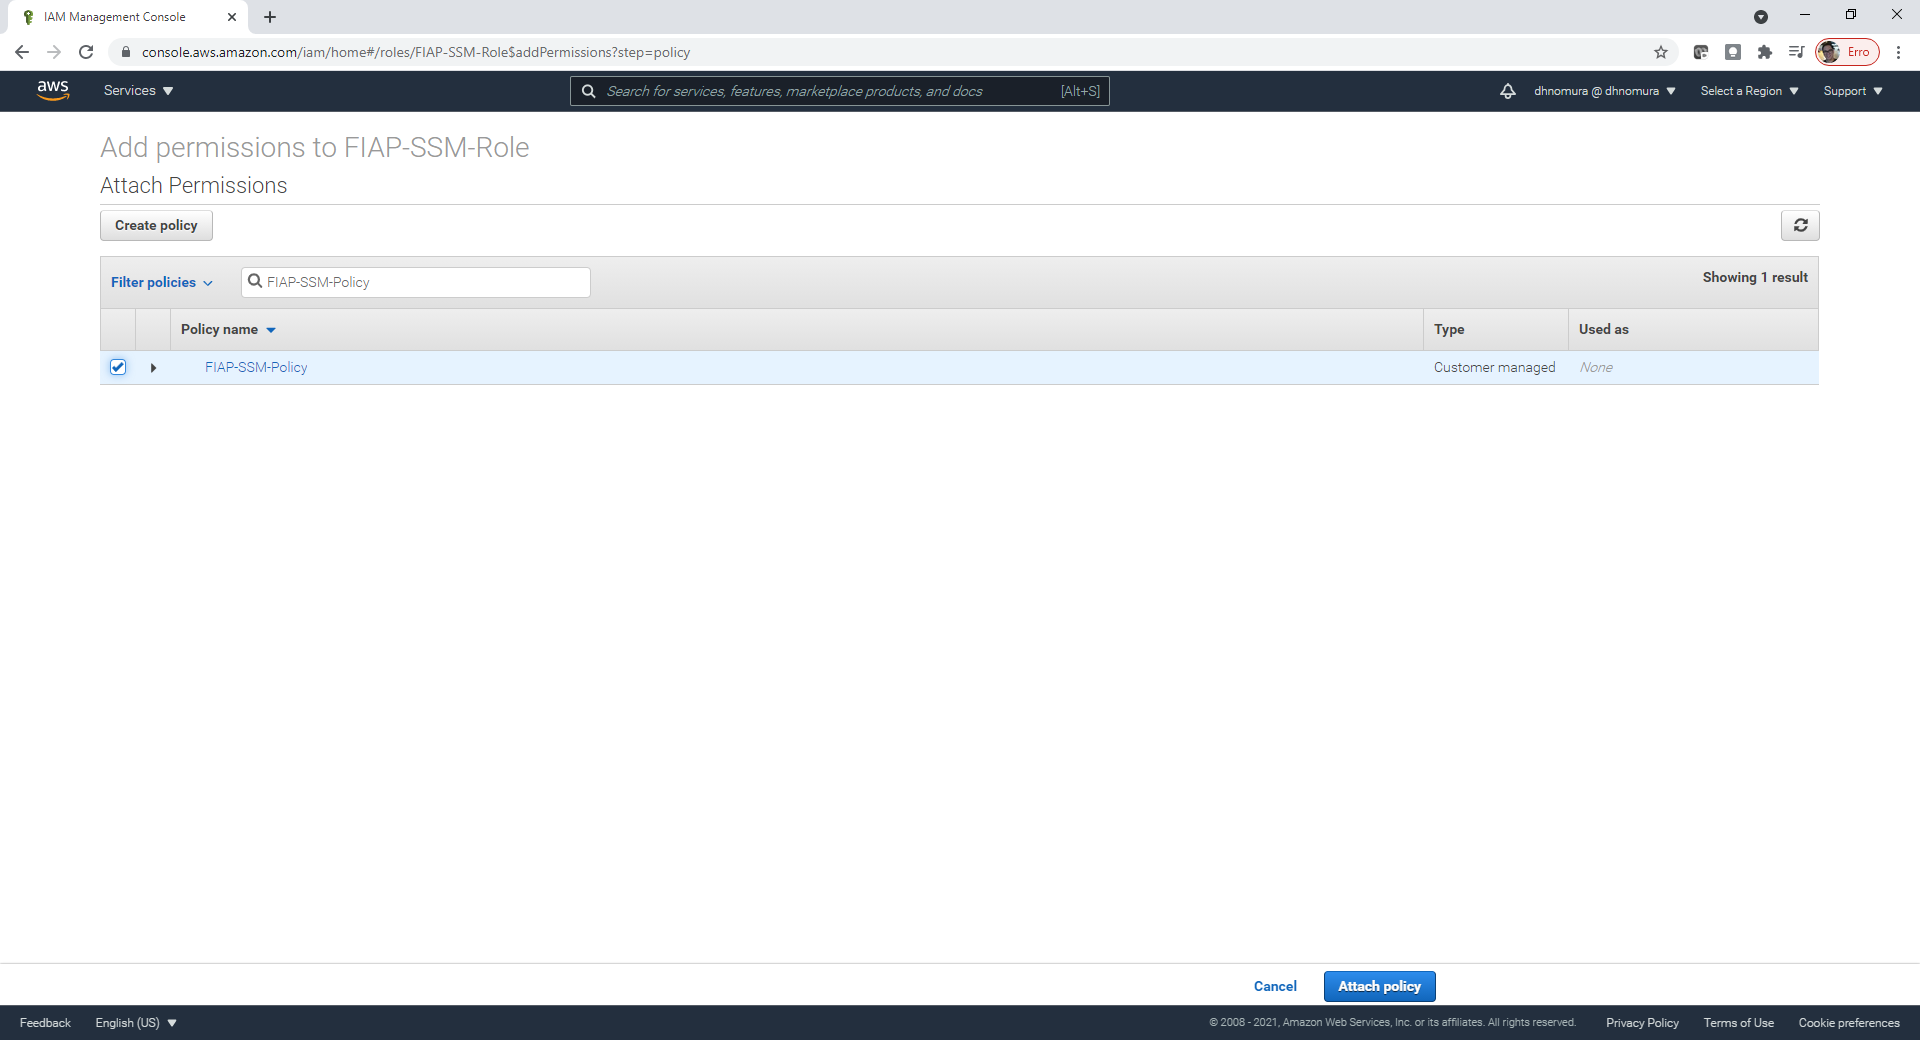 IAM Management Console
console.aws.amazon.com/iam/home#/roles/FIAP-SSM-Role$addPermissions?step=policy
Erro
aws
Services
Search for services, features, marketplace products, and docs
[Alt+S]
dhnomura @ dhnomura
Select a Region
Support
Add permissions to FIAP-SSM-Role
Attach Permissions
Create policy
Filter policies
FIAP-SSM-Policy
Showing 1 result
Policy name
Type
Used as
FIAP-SSM-Policy
Customer managed
None
Cancel
Attach policy
Feedback
English (US)
© 2008 - 2021, Amazon Web Services, Inc. or its affiliates. All rights reserved.
Privacy Policy
Terms of Use
Cookie preferences